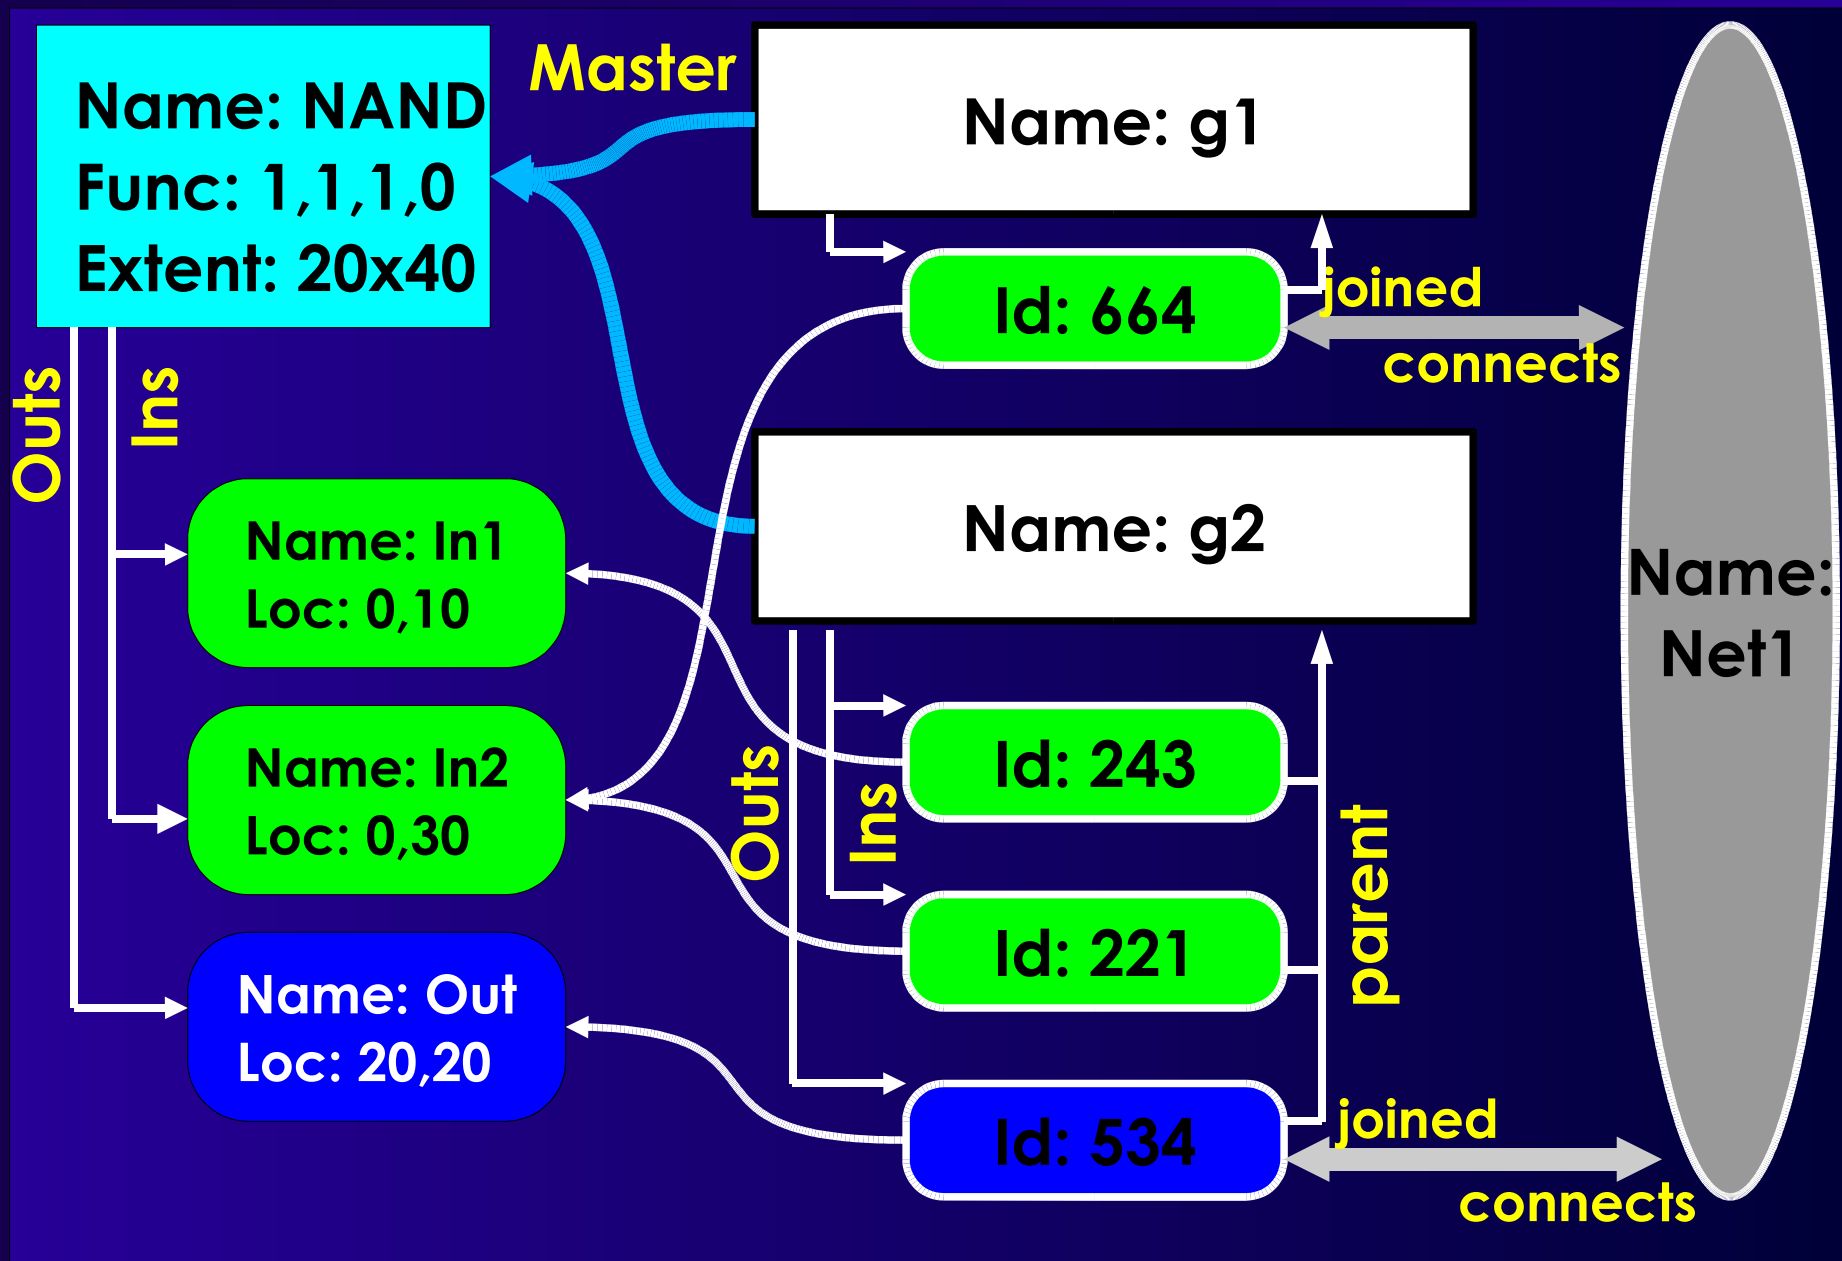 Name: NAND
Func: 1,1,1,0
Extent: 20x40
Master
Name: g1
Id: 664
joined
connects
Outs
Ins
Name: g2
Name: In1
Loc: 0,10
Name:
Net1
Name: In2
Loc: 0,30
Outs
Ins
Id: 243
parent
Id: 221
Name: Out
Loc: 20,20
Id: 534
joined
connects